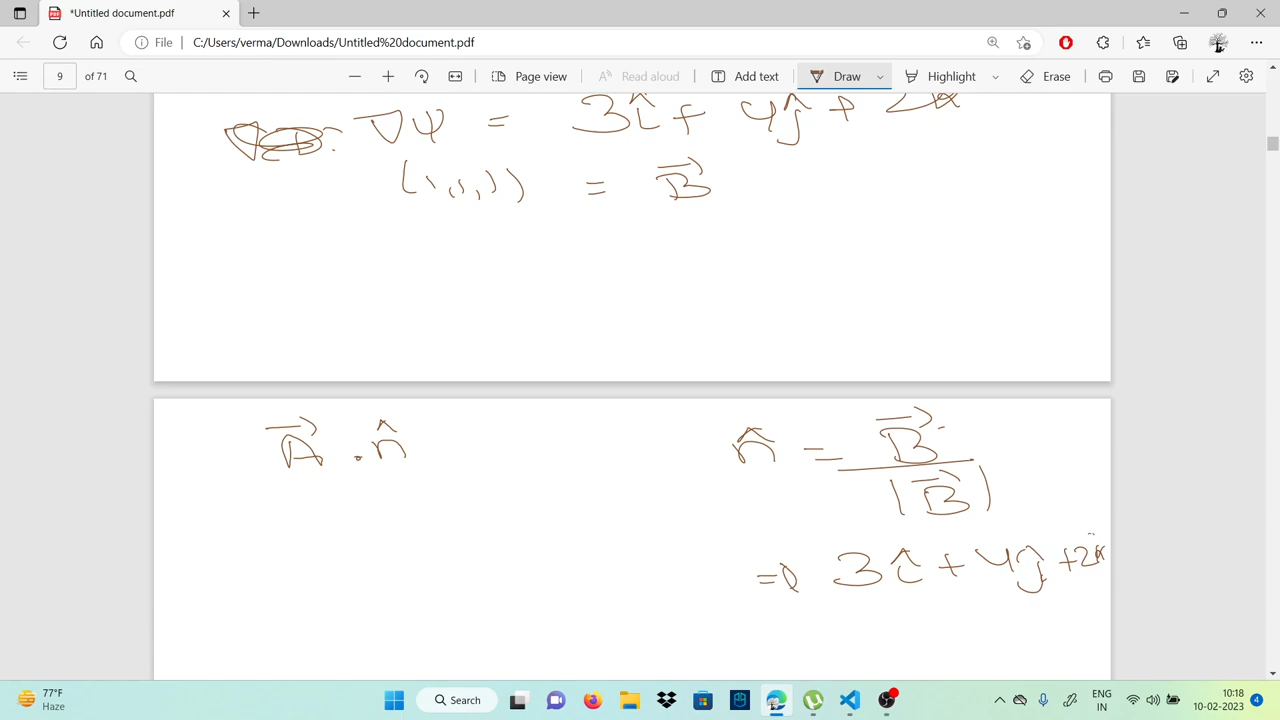 *Untitled document.pdf
File C:/Users/verma/Downloads/Untitled%20document.pdf
9 of 71 Page view Read aloud Add text Draw Highlight Erase
∇ψ = 3î + 4ĵ + 2k̂
(1,1,1) = B⃗
A⃗ . n̂
n̂ = B⃗ / |B⃗|
= 3î + 4ĵ + 2k̂
77°F
Haze
Search
ENG
IN
10:18
10-02-2023
4